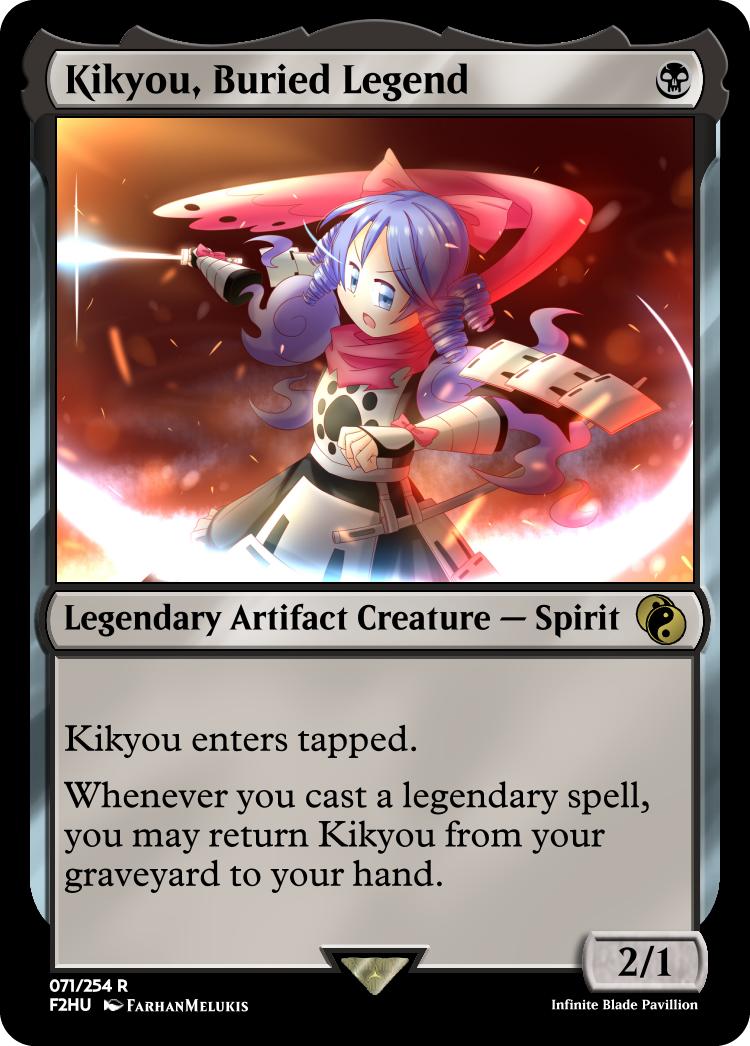 Kikyou, Buried Legend
Legendary Artifact Creature — Spirit
Kikyou enters tapped.
Whenever you cast a legendary spell,
you may return Kikyou from your
graveyard to your hand.
2/1
071/254 R
F2HU FarhanMelukis
Infinite Blade Pavillion